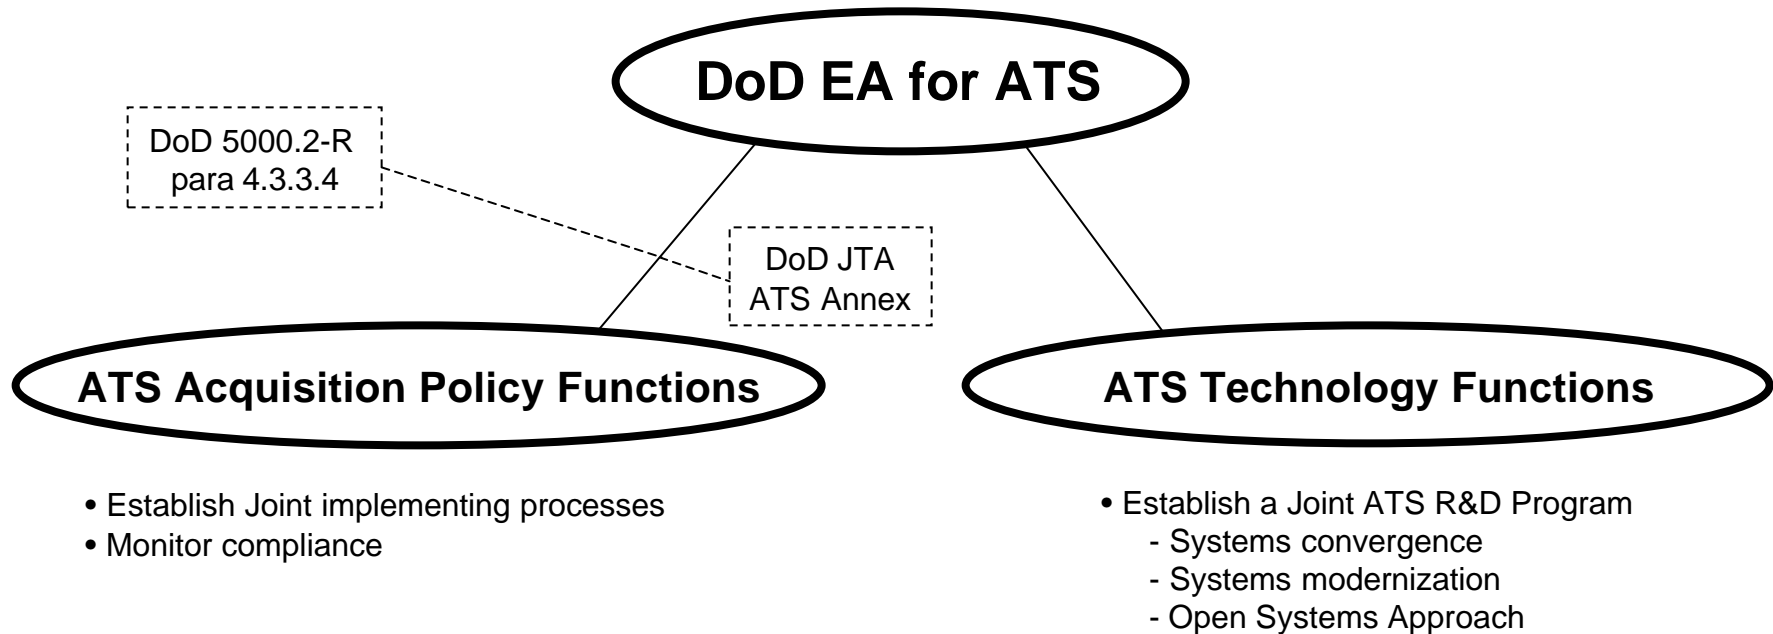 DoD EA for ATS
DoD 5000.2-R
para 4.3.3.4
DoD JTA
ATS Annex
ATS Acquisition Policy Functions
• Establish Joint implementing processes
• Monitor compliance
ATS Technology Functions
• Establish a Joint ATS R&D Program
- Systems convergence
- Systems modernization
- Open Systems Approach